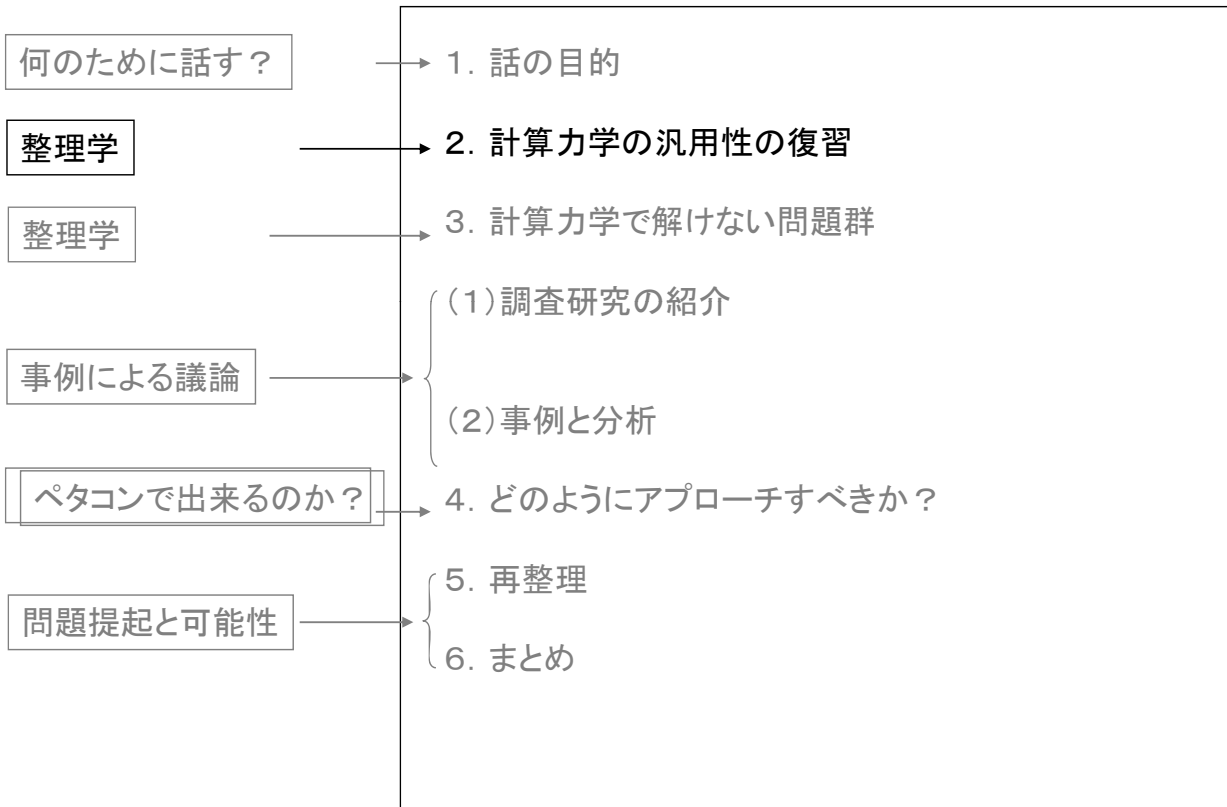 何のために話す？
1．話の目的
整理学
2．計算力学の汎用性の復習
整理学
3．計算力学で解けない問題群
事例による議論
（1）調査研究の紹介
（2）事例と分析
ペタコンで出来るのか？
4．どのようにアプローチすべきか？
問題提起と可能性
5．再整理
6．まとめ